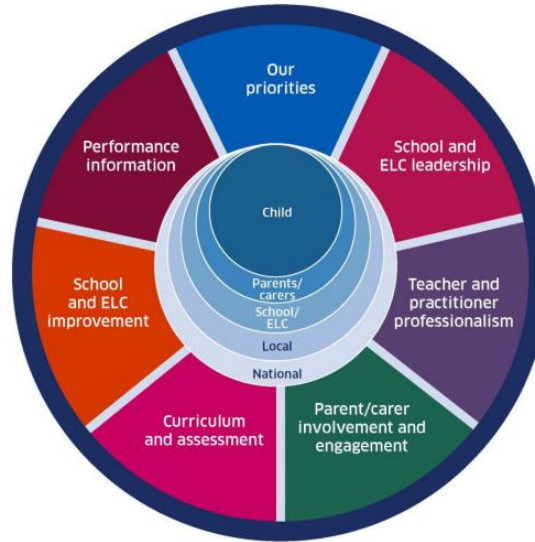 Our
priorities
School and
ELC leadership
Teacher and
practitioner
professionalism
Parent/carer
involvement and
engagement
Curriculum
and assessment
School
and ELC
improvement
Performance
information
Child
Parents/
carers
School/
ELC
Local
National